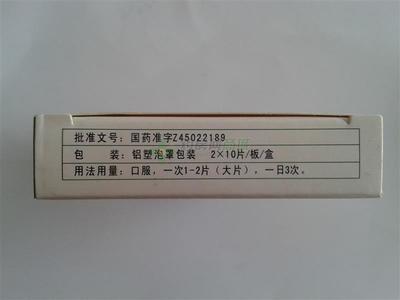 批准文号：国药准字Z45022189
包　　装：铝塑泡罩包装　2×10片/板/盒
用法用量：口服，一次1-2片（大片），一日3次。